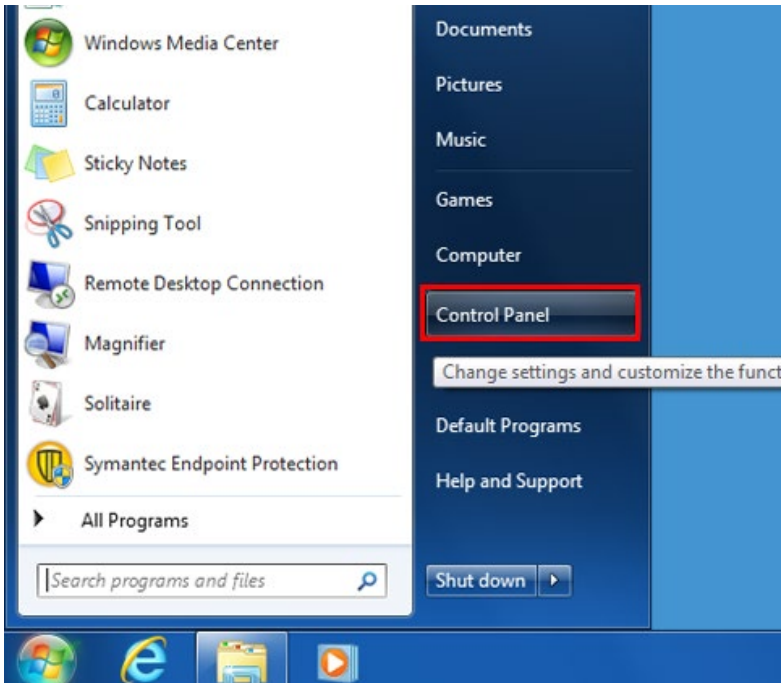 Windows Media Center
Calculator
Sticky Notes
Snipping Tool
Remote Desktop Connection
Magnifier
Solitaire
Symantec Endpoint Protection
All Programs
Search programs and files
Documents
Pictures
Music
Games
Computer
Control Panel
Change settings and customize the funct
Default Programs
Help and Support
Shut down